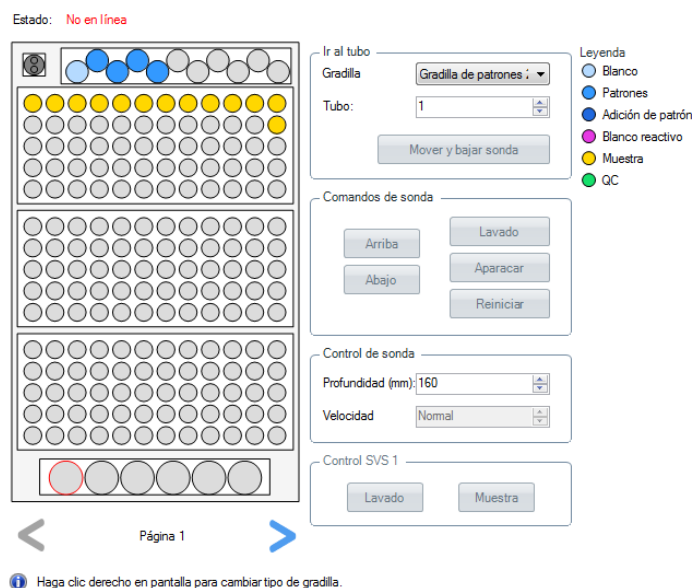 Estado: No en línea
Ir al tubo
Gradilla Gradilla de patrones 2
Tubo: 1
Mover y bajar sonda
Leyenda
Blanco
Patrones
Adición de patrón
Blanco reactivo
Muestra
QC
Comandos de sonda
Arriba
Abajo
Lavado
Aparacar
Reiniciar
Control de sonda
Profundidad (mm): 160
Velocidad Normal
Control SVS 1
Lavado Muestra
Página 1
Haga clic derecho en pantalla para cambiar tipo de gradilla.